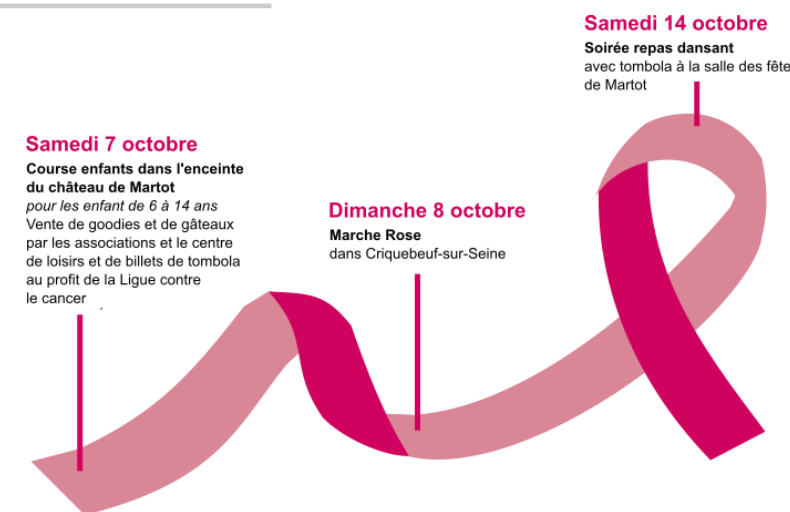 Samedi 7 octobre
Course enfants dans l'enceinte
du château de Martot
pour les enfant de 6 à 14 ans
Vente de goodies et de gâteaux
par les associations et le centre
de loisirs et de billets de tombola
au profit de la Ligue contre
le cancer
.
Dimanche 8 octobre
Marche Rose
dans Criquebeuf-sur-Seine
Samedi 14 octobre
Soirée repas dansant
avec tombola à la salle des fête
de Martot